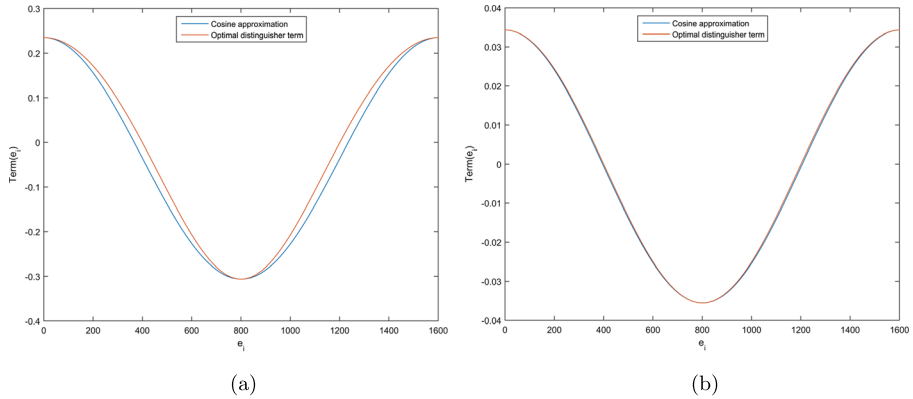 Cosine approximation
Optimal distinguisher term
0.3
0.2
0.1
0
-0.1
-0.2
-0.3
-0.4
Term(e_i)
0 200 400 600 800 1000 1200 1400 1600
e_i
(a)
Cosine approximation
Optimal distinguisher term
0.04
0.03
0.02
0.01
0
-0.01
-0.02
-0.03
-0.04
Term(e_i)
0 200 400 600 800 1000 1200 1400 1600
e_i
(b)